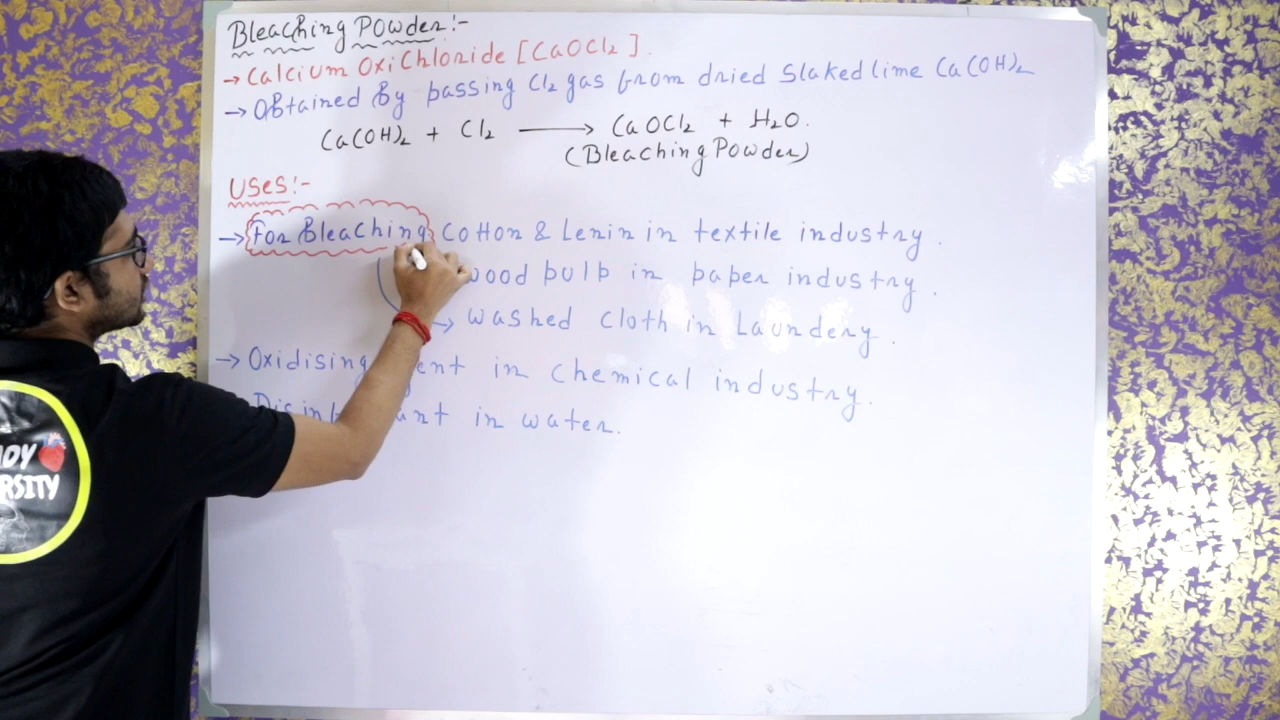 Bleaching Powder:-
→ Calcium OxiChloride [CaOCl₂].
→ Obtained By passing Cl₂ gas from dried Slaked lime Ca(OH)₂
Ca(OH)₂ + Cl₂ ⟶ CaOCl₂ + H₂O.
(Bleaching Powder)
Uses:-
→ For Bleaching Cotton & Lenin in textile industry.
wood pulp in paper industry.
→ washed cloth in Laundery.
→ Oxidising in chemical industry.
in water.